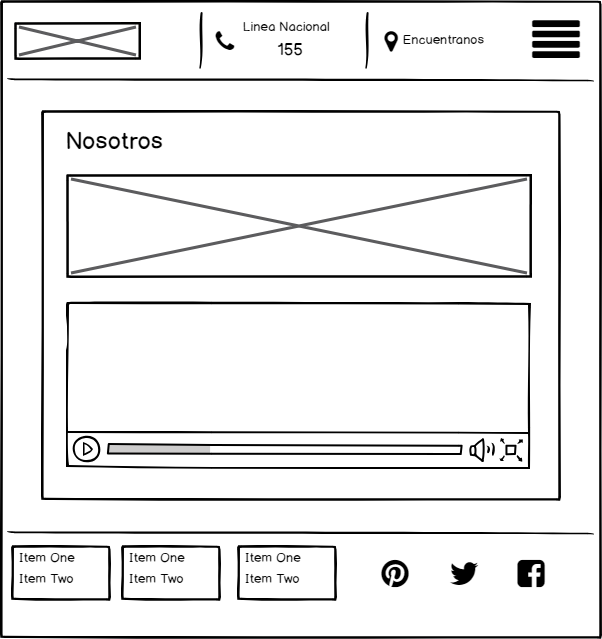 Linea Nacional
155
Encuentranos
Nosotros
Item One
Item Two
Item One
Item Two
Item One
Item Two